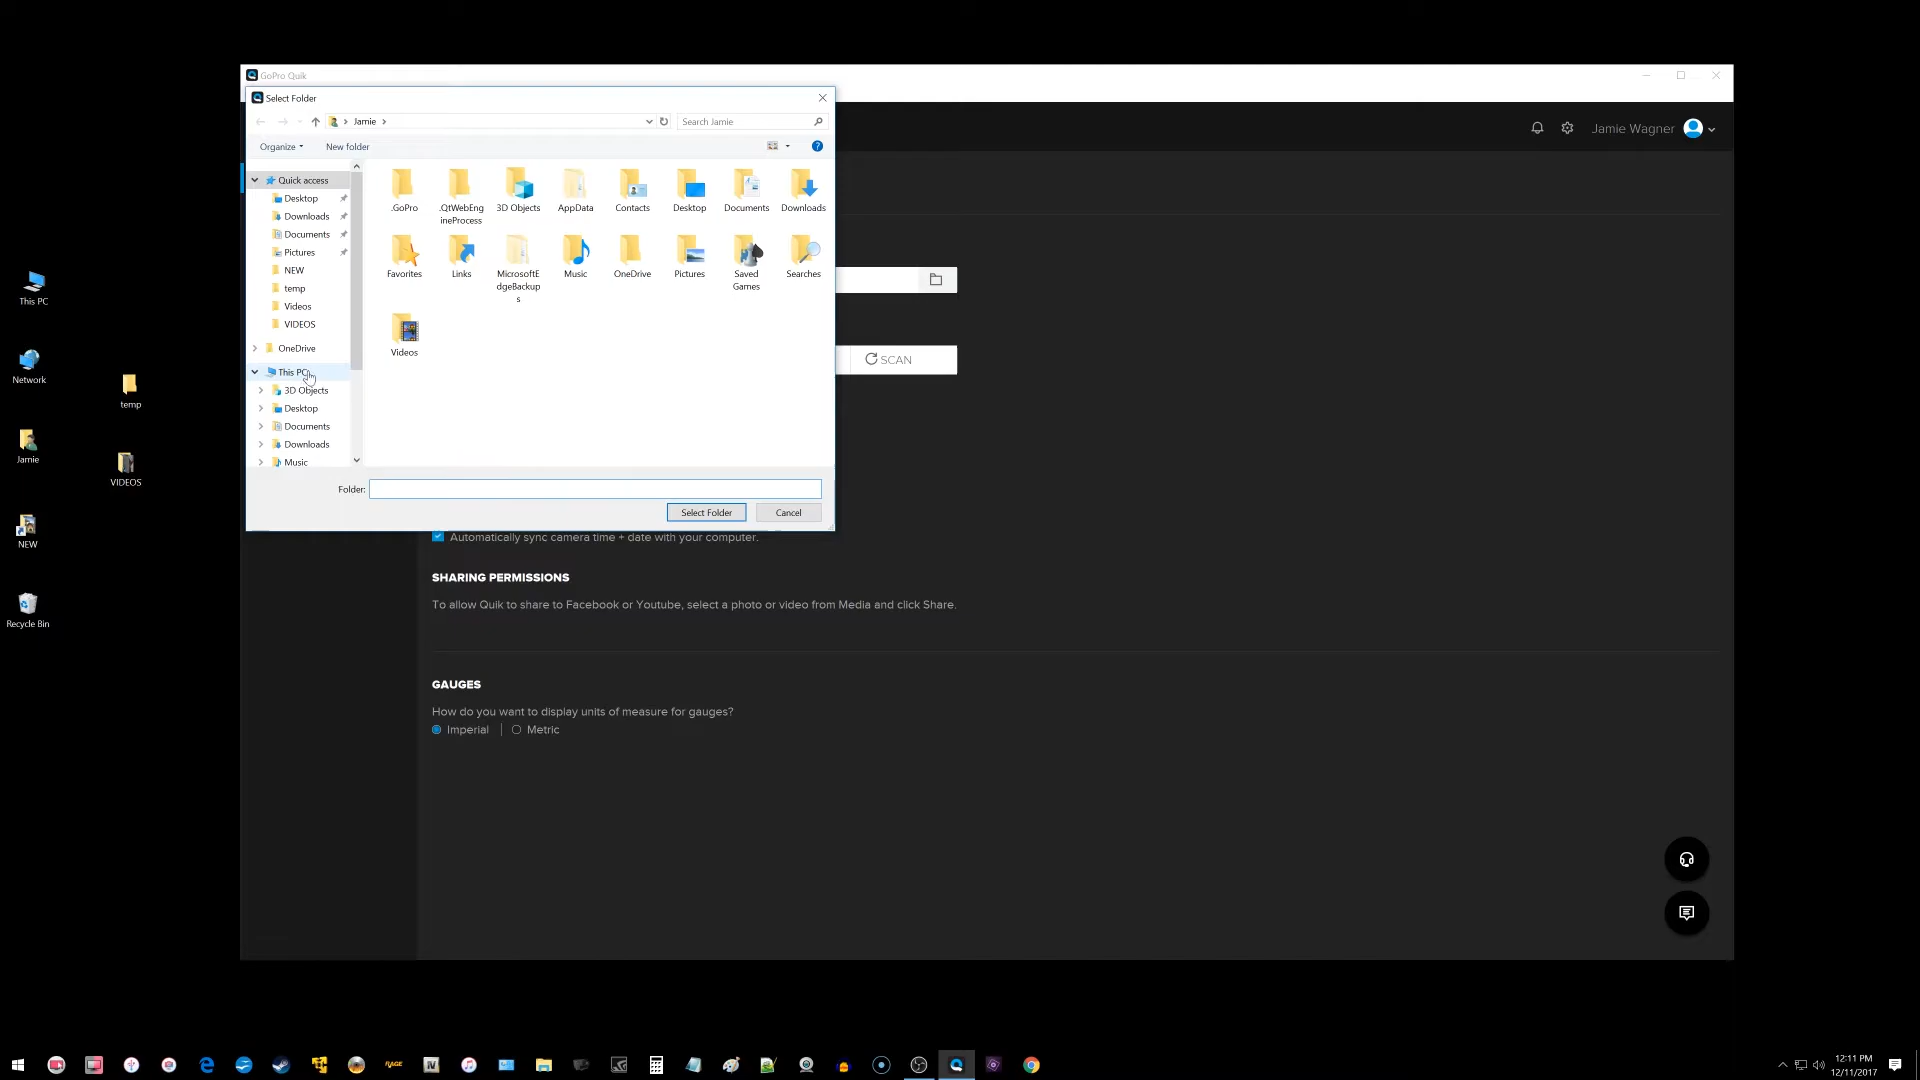 GoPro Quik
Select Folder
Jamie
Search Jamie
Organize
New folder
Quick access
Desktop
Downloads
Documents
Pictures
NEW
temp
Videos
VIDEOS
OneDrive
This PC
3D Objects
Desktop
Documents
Downloads
Music
.GoPro
.QtWebEng
ineProcess
3D Objects
AppData
Contacts
Desktop
Documents
Downloads
Favorites
Links
MicrosoftE
dgeBackup
s
Music
OneDrive
Pictures
Saved
Games
Searches
Videos
Folder:
Select Folder
Cancel
Jamie Wagner
SCAN
Automatically sync camera time + date with your computer.
SHARING PERMISSIONS
To allow Quik to share to Facebook or Youtube, select a photo or video from Media and click Share.
GAUGES
How do you want to display units of measure for gauges?
Imperial
Metric
This PC
Network
temp
Jamie
VIDEOS
NEW
Recycle Bin
RAGE
12:11 PM
12/11/2017